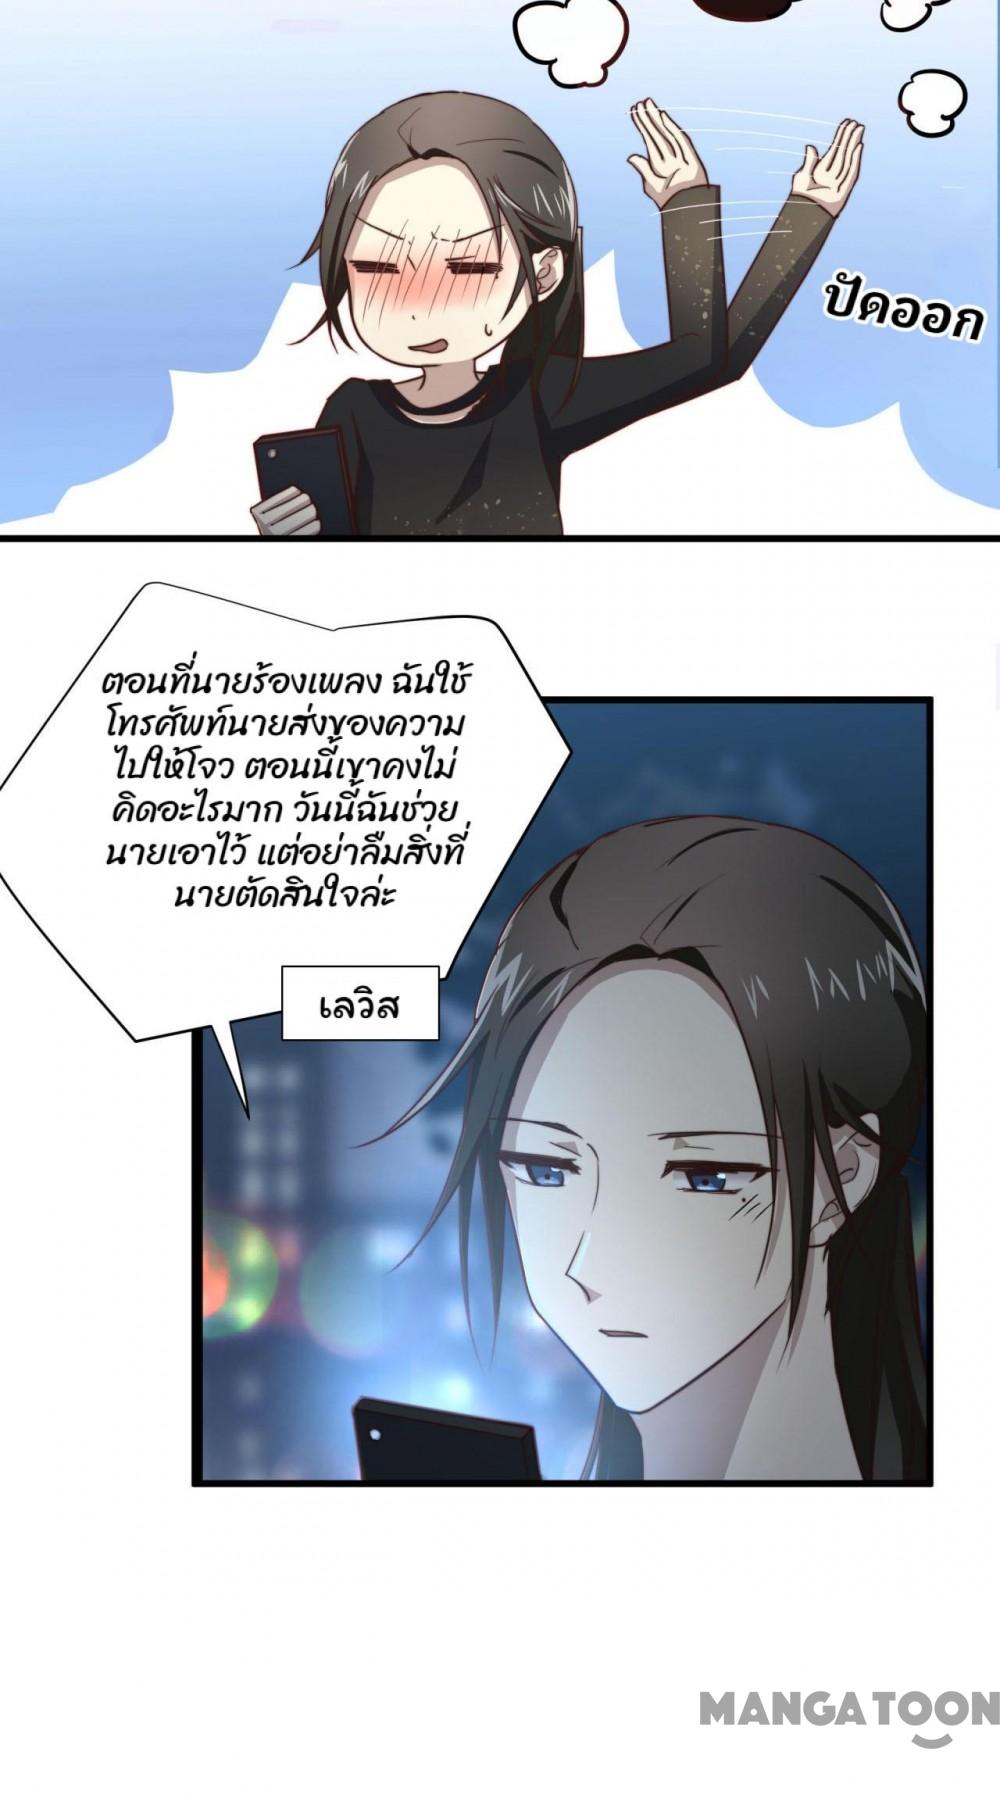 ปัดออก
ตอนที่นายร้องเพลง ฉันใช้
โทรศัพท์นายส่งของความ
ไปให้โจว ตอนนี้เขาคงไม่
คิดอะไรมาก วันนี้ฉันช่วย
นายเอาไว้ แต่อย่าลืมสิ่งที่
นายตัดสินใจล่ะ
เลวิส
MANGATOON